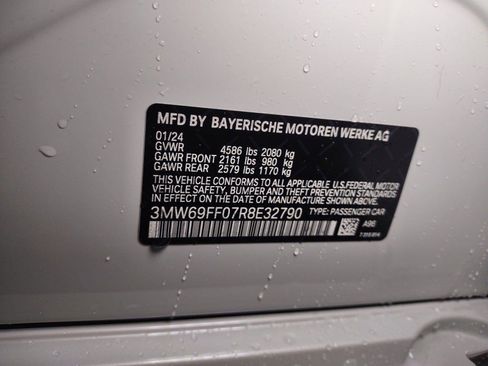 MFD BY BAYERISCHE MOTOREN WERKE AG
01/24
GVWR 4586 lbs 2080 kg
GAWR FRONT 2161 lbs 980 kg
GAWR REAR 2579 lbs 1170 kg
THIS VEHICLE CONFORMS TO ALL APPLICABLE U.S. FEDERAL MOTOR
VEHICLE SAFETY, BUMPER AND THEFT PREVENTION STANDARDS
IN EFFECT ON THE DATE OF MANUFACTURE SHOWN ABOVE.
3MW69FF07R8E32790 TYPE: PASSENGER CAR
A96